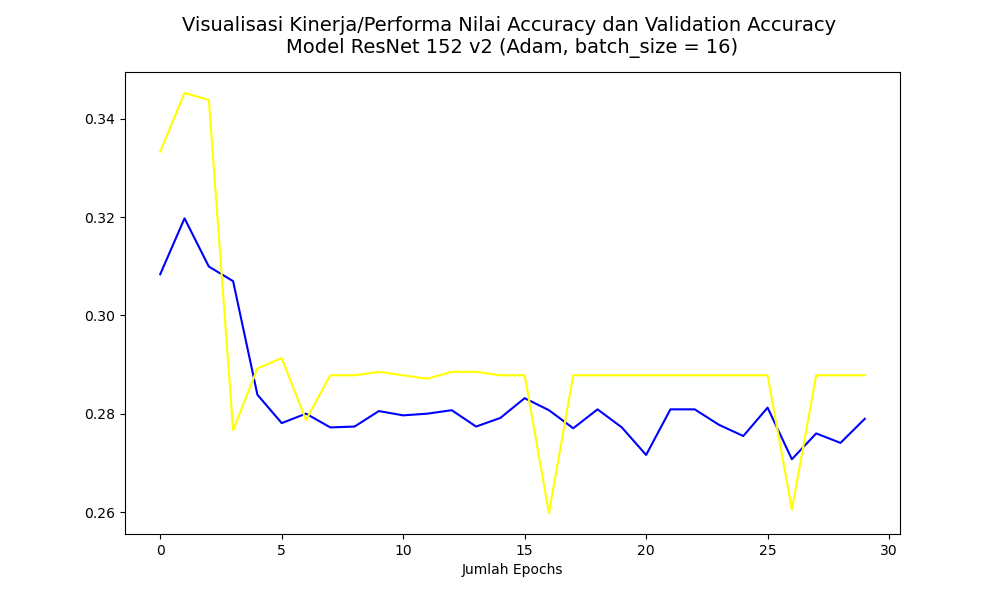 Visualisasi Kinerja/Performa Nilai Accuracy dan Validation Accuracy
Model ResNet 152 v2 (Adam, batch_size = 16)
0.34
0.32
0.30
0.28
0.26
0 5 10 15 20 25 30
Jumlah Epochs